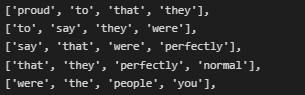 ['proud', 'to', 'that', 'they'],
['to', 'say', 'they', 'were'],
['say', 'that', 'were', 'perfectly'],
['that', 'they', 'perfectly', 'normal'],
['were', 'the', 'people', 'you'],